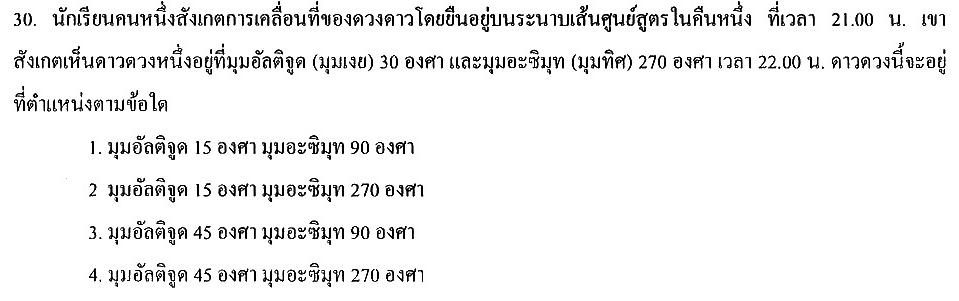 30. นักเรียนคนหนึ่งสังเกตการเคลื่อนที่ของดวงดาวโดยยืนอยู่บนระนาบเส้นศูนย์สูตรในคืนหนึ่ง ที่เวลา 21.00 น. เขา
สังเกตเห็นดาวดวงหนึ่งอยู่ที่มุมอัลติจูด (มุมเงย) 30 องศา และมุมอะซิมุท (มุมทิศ) 270 องศา เวลา 22.00 น. ดาวดวงนี้จะอยู่
ที่ตำแหน่งตามข้อใด
1. มุมอัลติจูด 15 องศา มุมอะซิมุท 90 องศา
2 มุมอัลติจูด 15 องศา มุมอะซิมุท 270 องศา
3. มุมอัลติจูด 45 องศา มุมอะซิมุท 90 องศา
4. มุมอัลติจูด 45 องศา มุมอะซิมุท 270 องศา